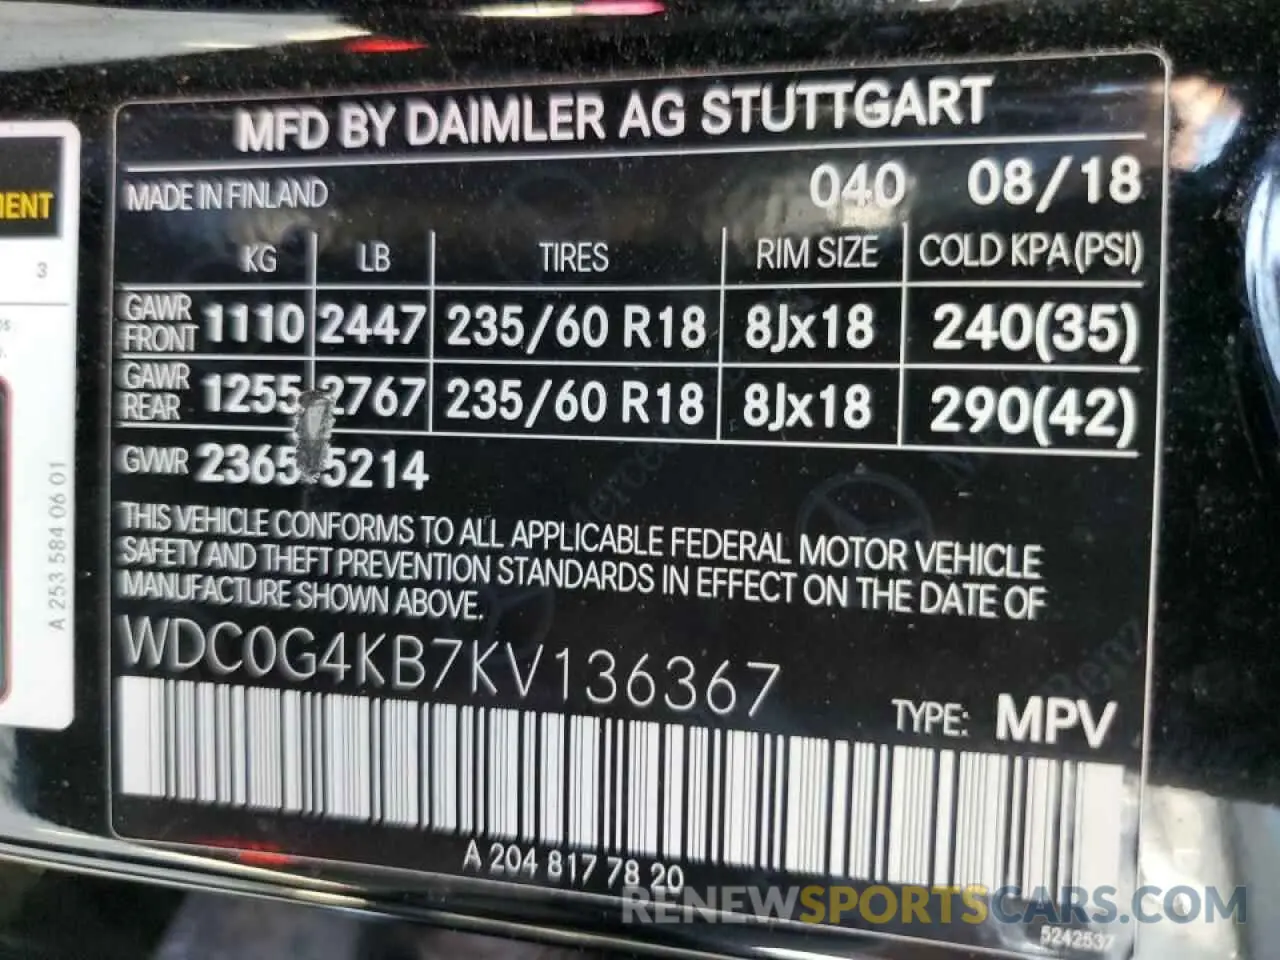 MFD BY DAIMLER AG STUTTGART
MADE IN FINLAND 040 08/18
KG LB TIRES RIM SIZE COLD KPA (PSI)
GAWR FRONT 1110 2447 235/60 R18 8Jx18 240(35)
GAWR REAR 1255 2767 235/60 R18 8Jx18 290(42)
GVWR 2365 5214
THIS VEHICLE CONFORMS TO ALL APPLICABLE FEDERAL MOTOR VEHICLE
SAFETY AND THEFT PREVENTION STANDARDS IN EFFECT ON THE DATE OF
MANUFACTURE SHOWN ABOVE.
WDC0G4KB7KV136367
TYPE: MPV
A 204 817 78 20
5242537
3
A 253 584 06 01
RENEWSPORTSCARS.COM